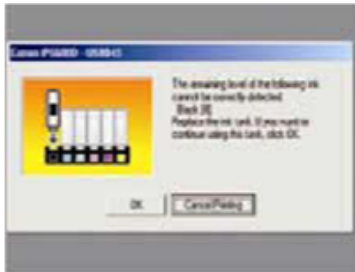 The remaining level of the following ink
cannot be correctly detected.
Black
Replace the ink tank. If you want to
continue using this tank, click OK.
OK
Cancel Printing